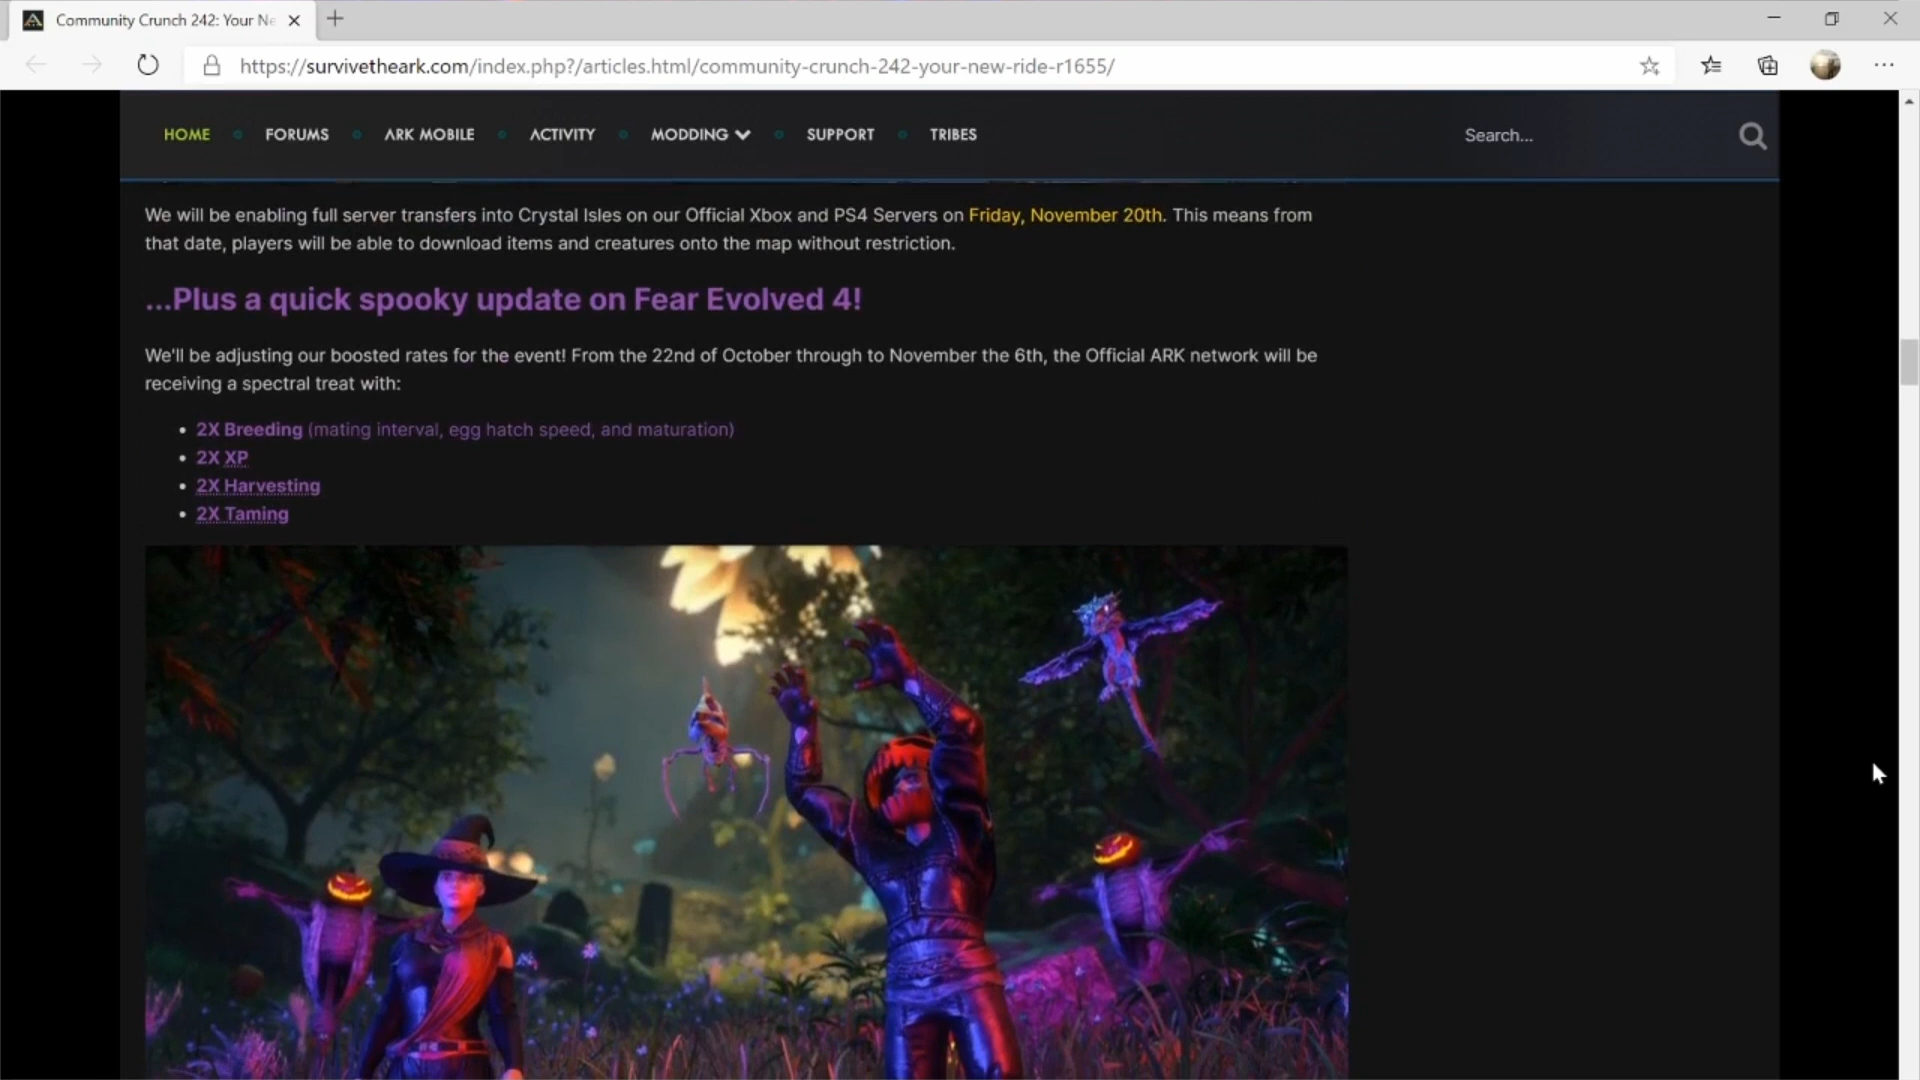 Community Crunch 242: Your Ne
https://survivetheark.com/index.php?/articles.html/community-crunch-242-your-new-ride-r1655/
HOME FORUMS ARK MOBILE ACTIVITY MODDING SUPPORT TRIBES Search...
We will be enabling full server transfers into Crystal Isles on our Official Xbox and PS4 Servers on Friday, November 20th. This means from
that date, players will be able to download items and creatures onto the map without restriction.
...Plus a quick spooky update on Fear Evolved 4!
We'll be adjusting our boosted rates for the event! From the 22nd of October through to November the 6th, the Official ARK network will be
receiving a spectral treat with:
• 2X Breeding (mating interval, egg hatch speed, and maturation)
• 2X XP
• 2X Harvesting
• 2X Taming